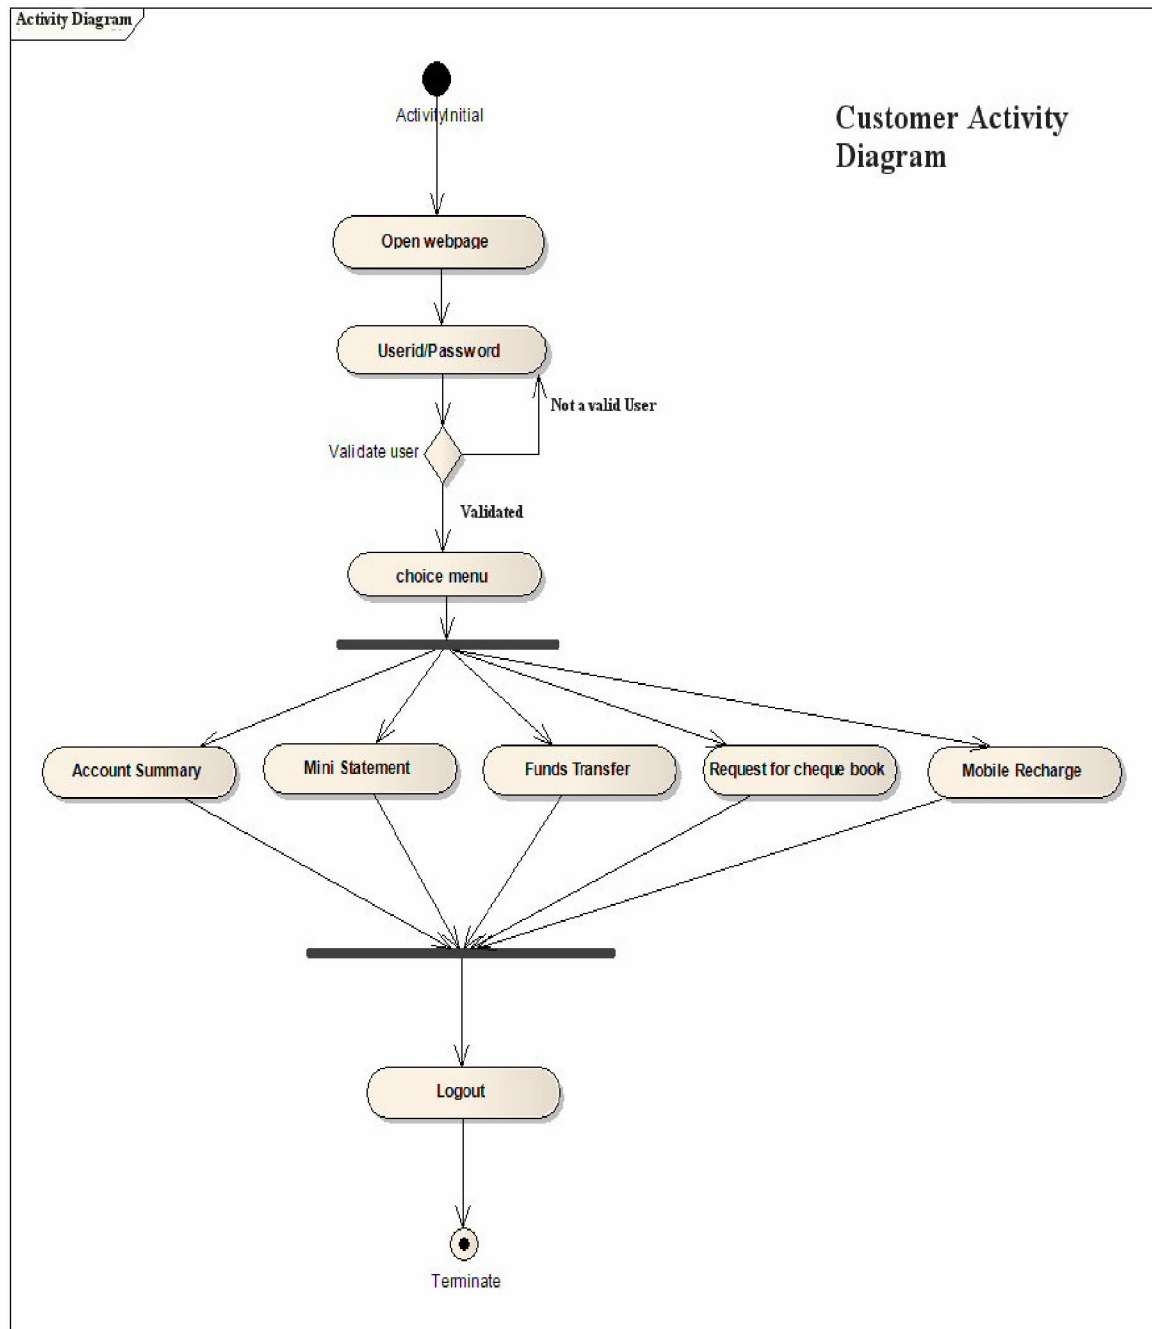 Activity Diagram
ActivityInitial
Customer Activity
Diagram
Open webpage
Userid/Password
Not a valid User
Validate user
Validated
choice menu
Account Summary
Mini Statement
Funds Transfer
Request for cheque book
Mobile Recharge
Logout
Terminate